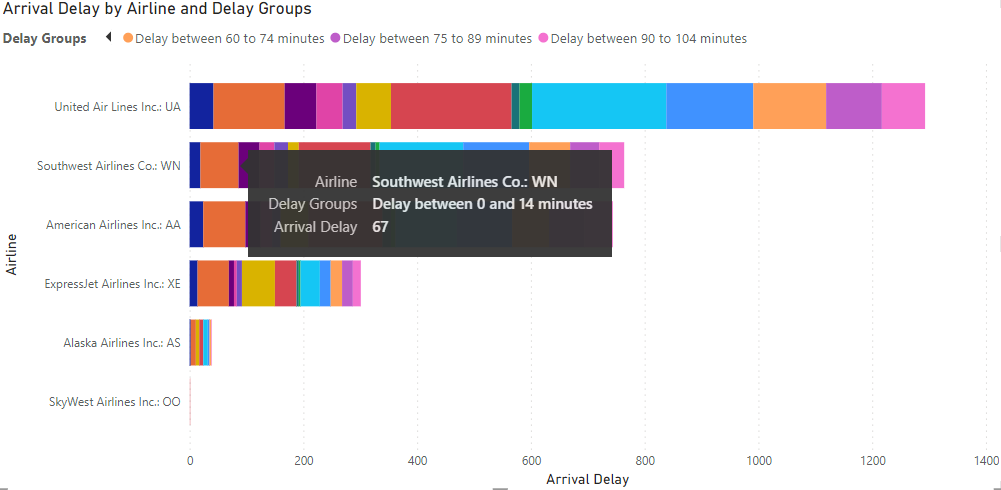 Arrival Delay by Airline and Delay Groups
Delay Groups Delay between 60 to 74 minutes Delay between 75 to 89 minutes Delay between 90 to 104 minutes
United Air Lines Inc.: UA
Southwest Airlines Co.: WN
American Airlines Inc.: AA
ExpressJet Airlines Inc.: XE
Alaska Airlines Inc.: AS
SkyWest Airlines Inc.: OO
Airline
Airline Southwest Airlines Co.: WN
Delay Groups Delay between 0 and 14 minutes
Arrival Delay 67
0 200 400 600 800 1000 1200 1400
Arrival Delay